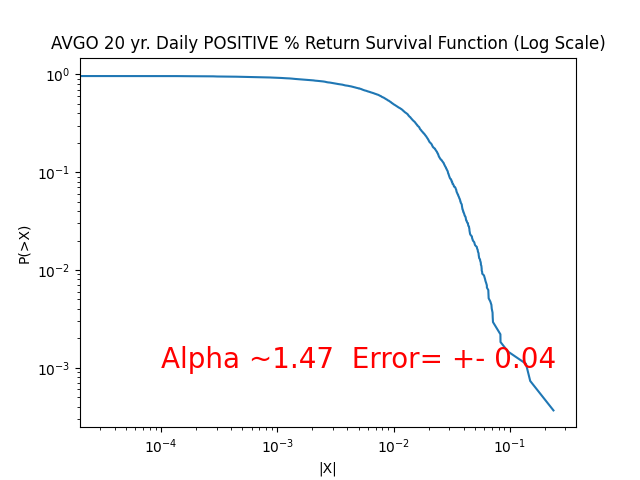 AVGO 20 yr. Daily POSITIVE % Return Survival Function (Log Scale)
10⁰
10⁻¹
10⁻²
10⁻³
P(>X)
Alpha ~1.47  Error= +- 0.04
10⁻⁴ 10⁻³ 10⁻² 10⁻¹
|X|